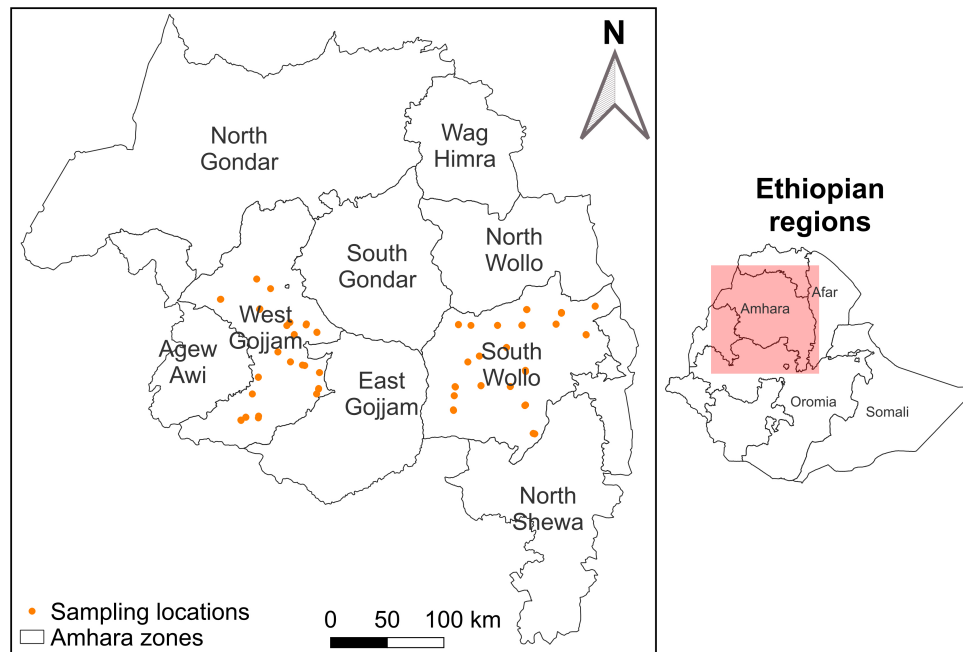 N
North
Gondar
Wag
Himra
South
Gondar
North
Wollo
West
Gojjam
Agew
Awi
East
Gojjam
South
Wollo
North
Shewa
Sampling locations
Amhara zones
0 50 100 km
Ethiopian
regions
Afar
Amhara
Oromia
Somali